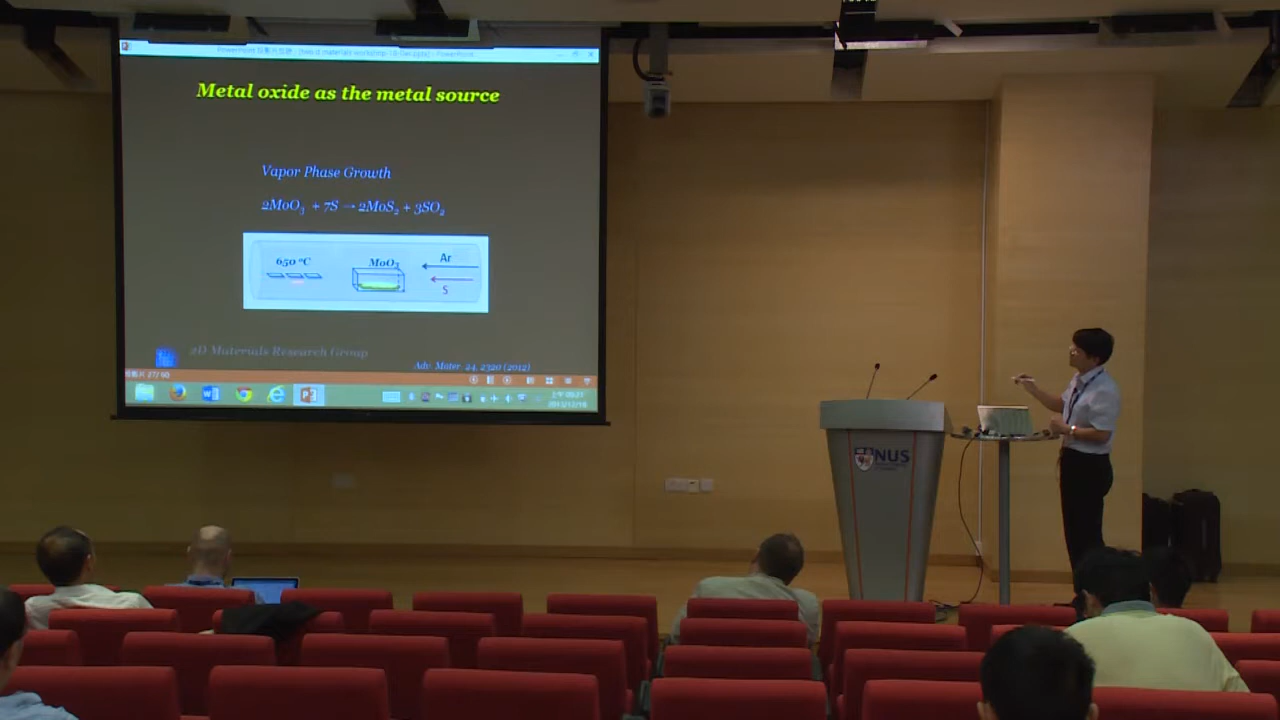 Metal oxide as the metal source
Vapor Phase Growth
2MoO3 + 7S → 2MoS2 + 3SO2
650 °C
MoO3
Ar
S
2D Materials Research Group
Adv. Mater. 24, 2320 (2012)
NUS